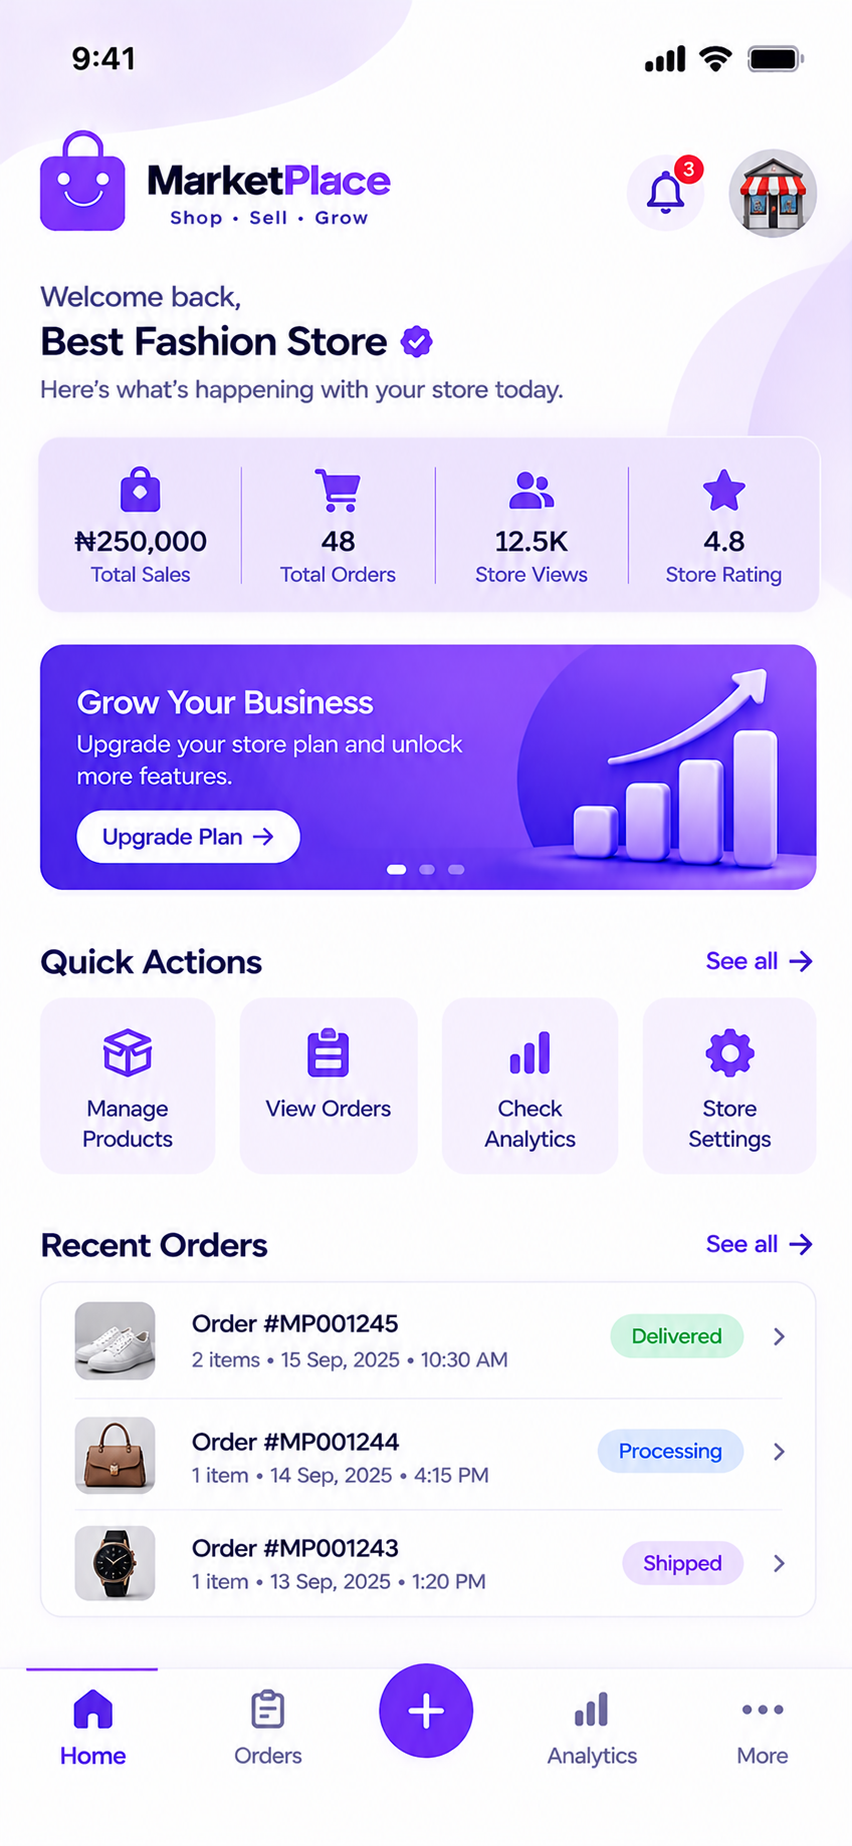 9:41
MarketPlace
Shop • Sell • Grow
3
Welcome back,
Best Fashion Store
Here's what's happening with your store today.
₦250,000
Total Sales
48
Total Orders
12.5K
Store Views
4.8
Store Rating
Grow Your Business
Upgrade your store plan and unlock
more features.
Upgrade Plan →
Quick Actions
See all →
Manage
Products
View Orders
Check
Analytics
Store
Settings
Recent Orders
See all →
Order #MP001245
2 items • 15 Sep, 2025 • 10:30 AM
Delivered
Order #MP001244
1 item • 14 Sep, 2025 • 4:15 PM
Processing
Order #MP001243
1 item • 13 Sep, 2025 • 1:20 PM
Shipped
Home
Orders
Analytics
More